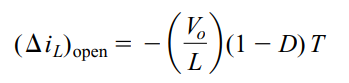 (Δi_L)_open = −(V_o/L)(1 − D)T